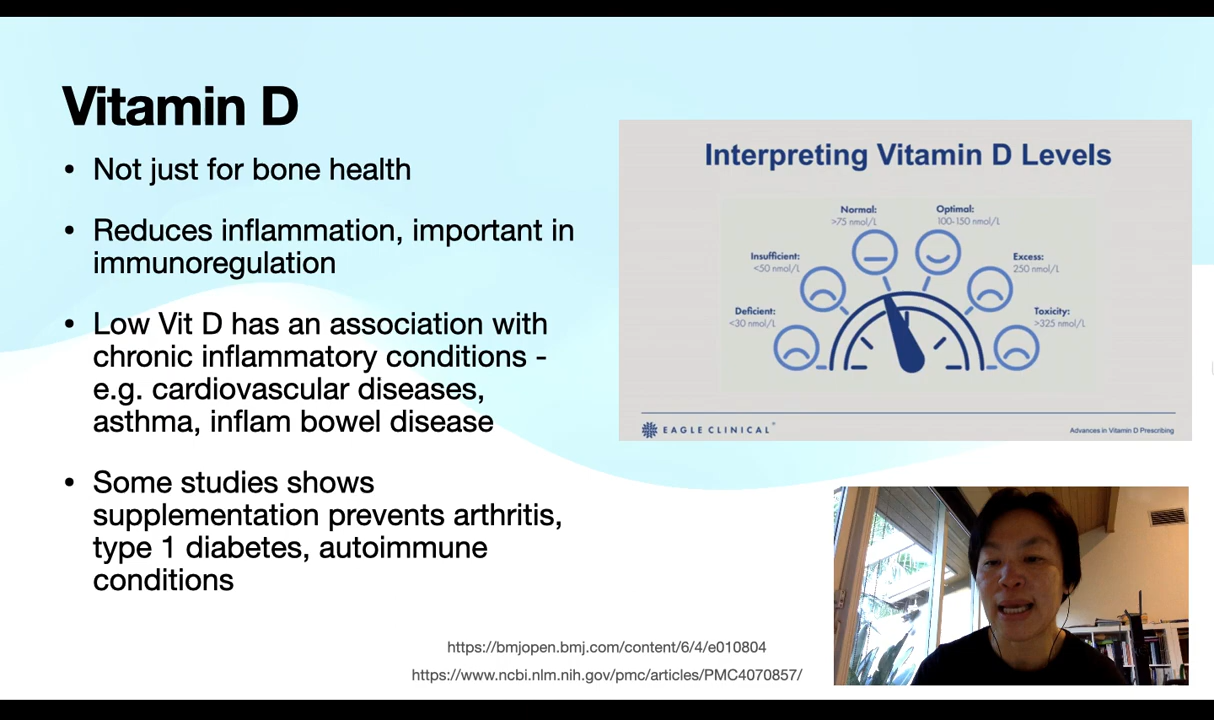 Vitamin D
• Not just for bone health
• Reduces inflammation, important in
immunoregulation
• Low Vit D has an association with
chronic inflammatory conditions -
e.g. cardiovascular diseases,
asthma, inflam bowel disease
• Some studies shows
supplementation prevents arthritis,
type 1 diabetes, autoimmune
conditions
Interpreting Vitamin D Levels
Normal:
>75 nmol/L
Optimal:
100-150 nmol/L
Insufficient:
<50 nmol/L
Excess:
250 nmol/L
Deficient:
<30 nmol/L
Toxicity:
>325 nmol/L
EAGLE CLINICAL
Advances in Vitamin D Prescribing
https://bmjopen.bmj.com/content/6/4/e010804
https://www.ncbi.nlm.nih.gov/pmc/articles/PMC4070857/